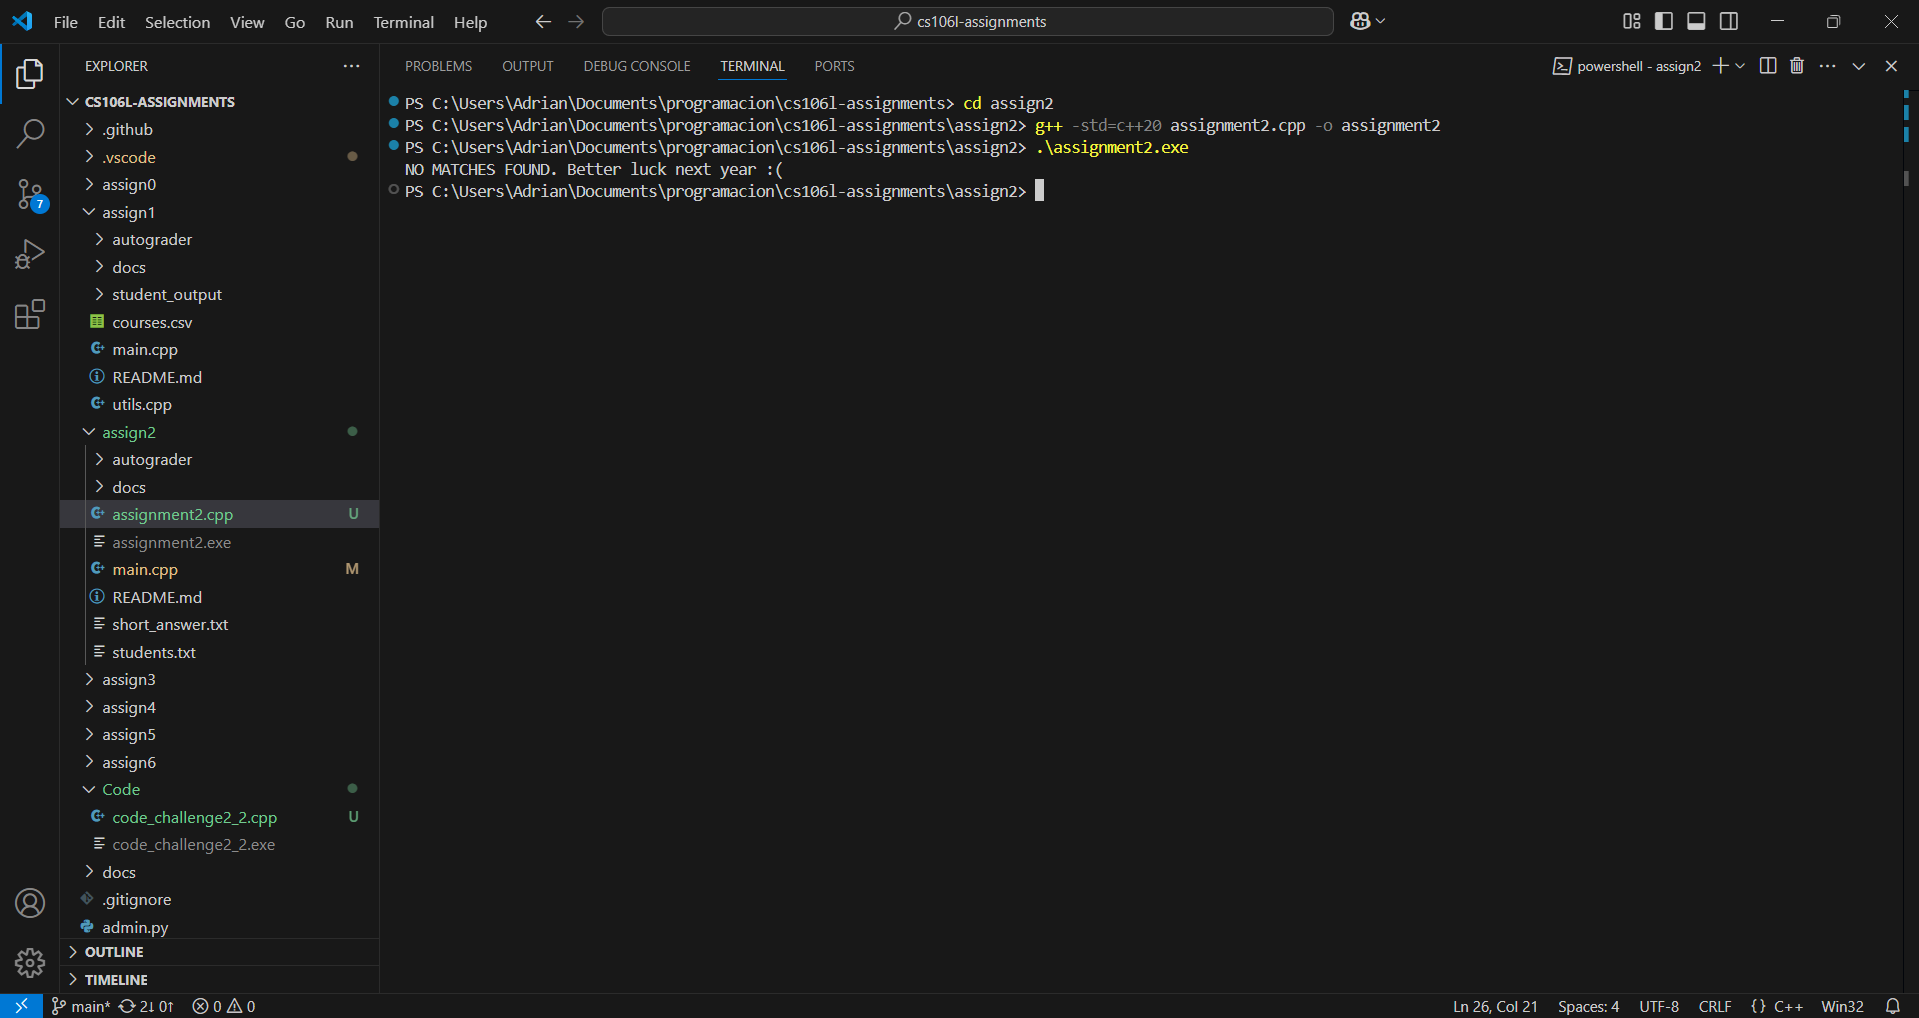 File Edit Selection View Go Run Terminal Help
cs106l-assignments
EXPLORER
CS106L-ASSIGNMENTS
.github
.vscode
assign0
assign1
autograder
docs
student_output
courses.csv
main.cpp
README.md
utils.cpp
assign2
autograder
docs
assignment2.cpp U
assignment2.exe
main.cpp M
README.md
short_answer.txt
students.txt
assign3
assign4
assign5
assign6
Code
code_challenge2_2.cpp U
code_challenge2_2.exe
docs
.gitignore
admin.py
OUTLINE
TIMELINE
7
PROBLEMS OUTPUT DEBUG CONSOLE TERMINAL PORTS
powershell - assign2
PS C:\Users\Adrian\Documents\programacion\cs106l-assignments> cd assign2
PS C:\Users\Adrian\Documents\programacion\cs106l-assignments\assign2> g++ -std=c++20 assignment2.cpp -o assignment2
PS C:\Users\Adrian\Documents\programacion\cs106l-assignments\assign2> .\assignment2.exe
NO MATCHES FOUND. Better luck next year :(
PS C:\Users\Adrian\Documents\programacion\cs106l-assignments\assign2>
main* 2↓ 0↑ 0 0
Ln 26, Col 21 Spaces: 4 UTF-8 CRLF {} C++ Win32